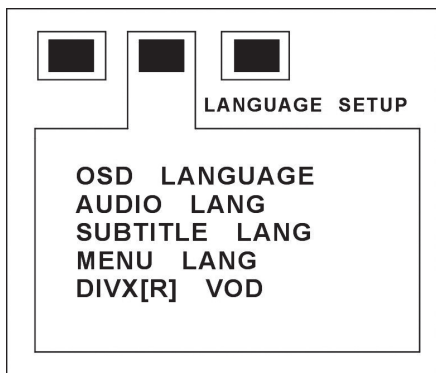 LANGUAGE SETUP
OSD LANGUAGE
AUDIO LANG
SUBTITLE LANG
MENU LANG
DIVX[R] VOD